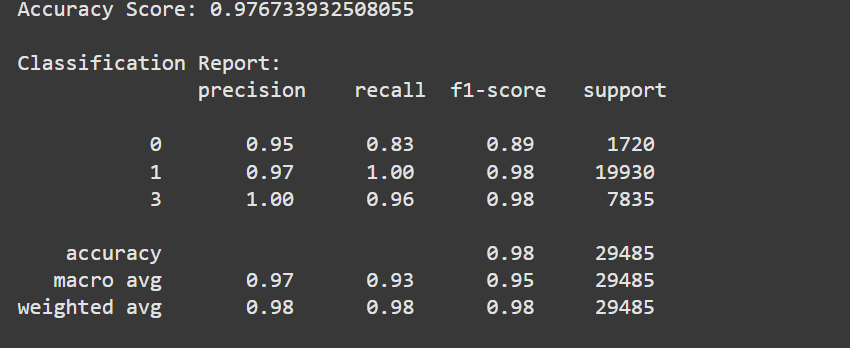 Accuracy Score: 0.976733932508055
Classification Report:
precision recall f1-score support
0 0.95 0.83 0.89 1720
1 0.97 1.00 0.98 19930
3 1.00 0.96 0.98 7835
accuracy 0.98 29485
macro avg 0.97 0.93 0.95 29485
weighted avg 0.98 0.98 0.98 29485